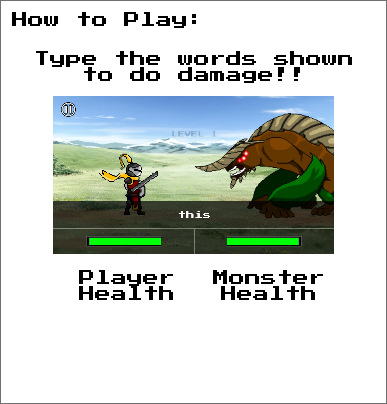 How to Play:
Type the words shown
to do damage!!
LEVEL 1
this
Player
Health
Monster
Health